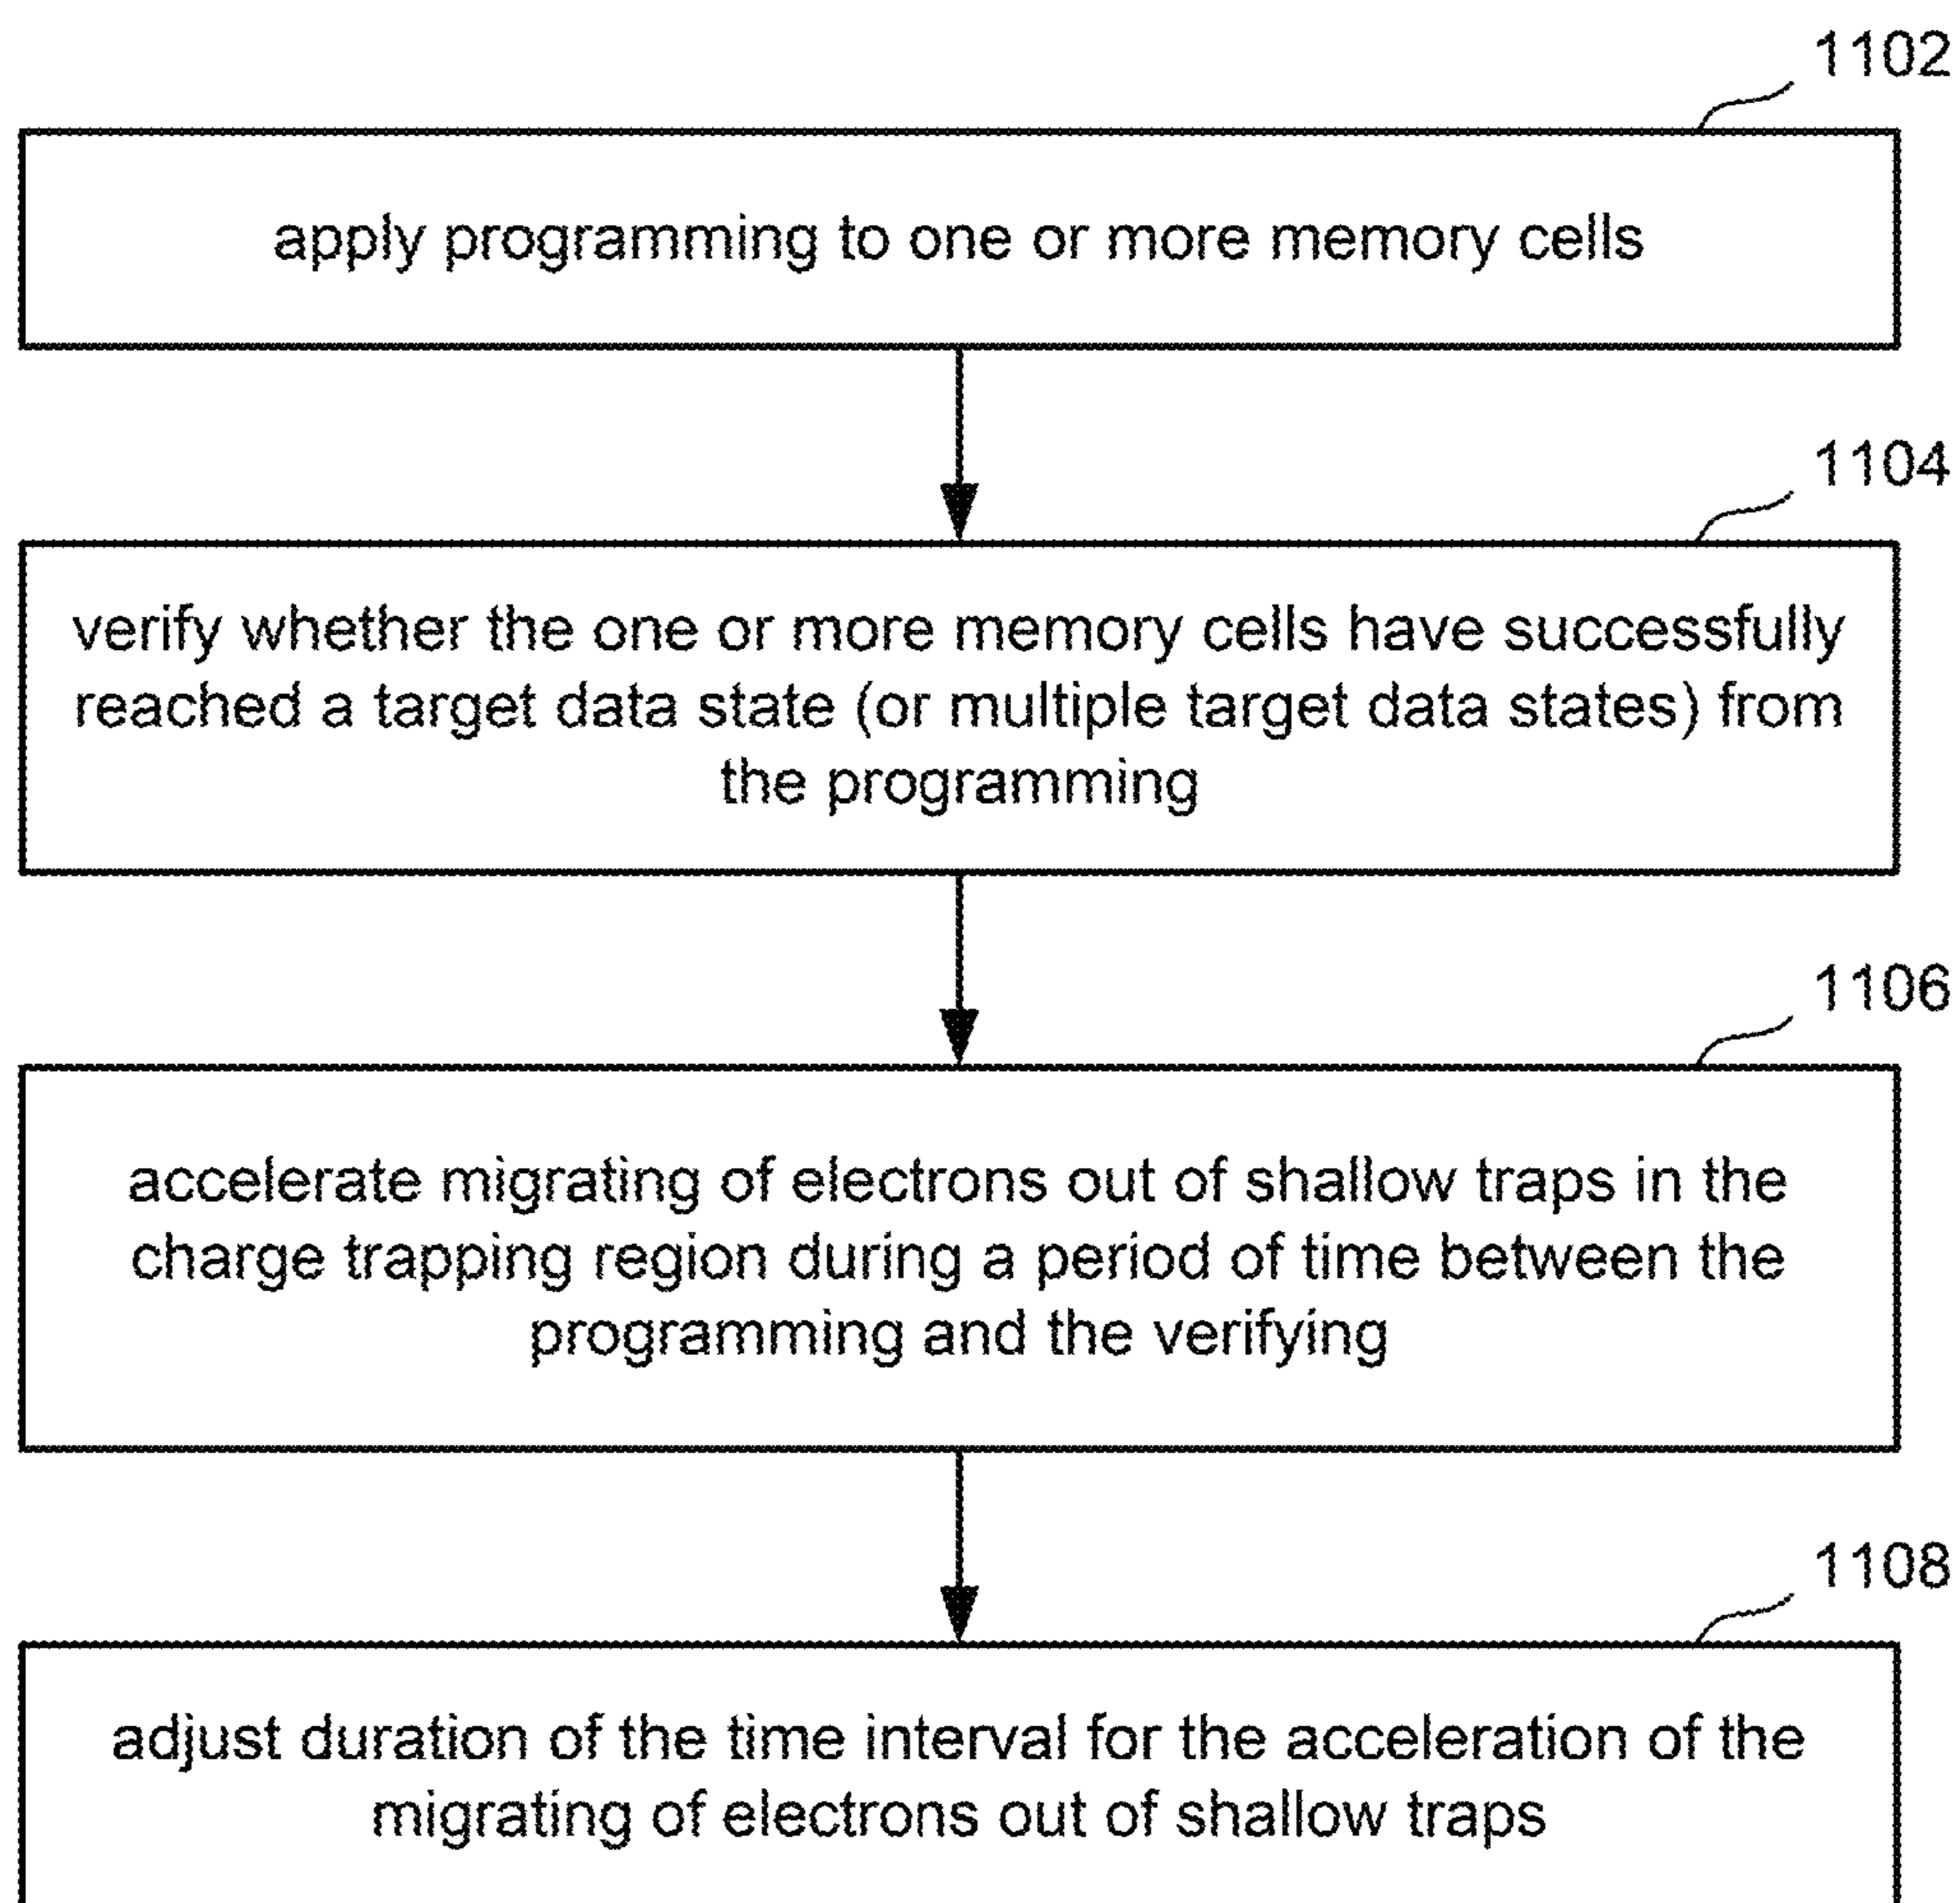 1102
apply programming to one or more memory cells
1104
verify whether the one or more memory cells have successfully
reached a target data state (or multiple target data states) from
the programming
1106
accelerate migrating of electrons out of shallow traps in the
charge trapping region during a period of time between the
programming and the verifying
1108
adjust duration of the time interval for the acceleration of the
migrating of electrons out of shallow traps